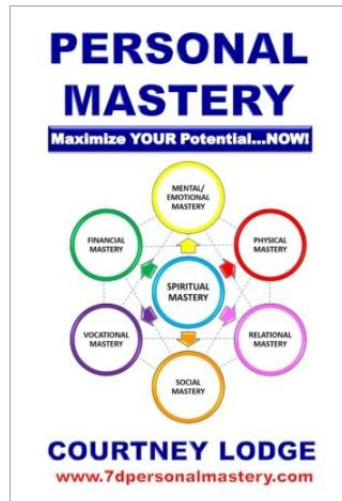 PERSONAL
MASTERY
Maximize YOUR Potential...NOW!
MENTAL/
EMOTIONAL
MASTERY
FINANCIAL
MASTERY
PHYSICAL
MASTERY
SPIRITUAL
MASTERY
VOCATIONAL
MASTERY
RELATIONAL
MASTERY
SOCIAL
MASTERY
COURTNEY LODGE
www.7dpersonalmastery.com